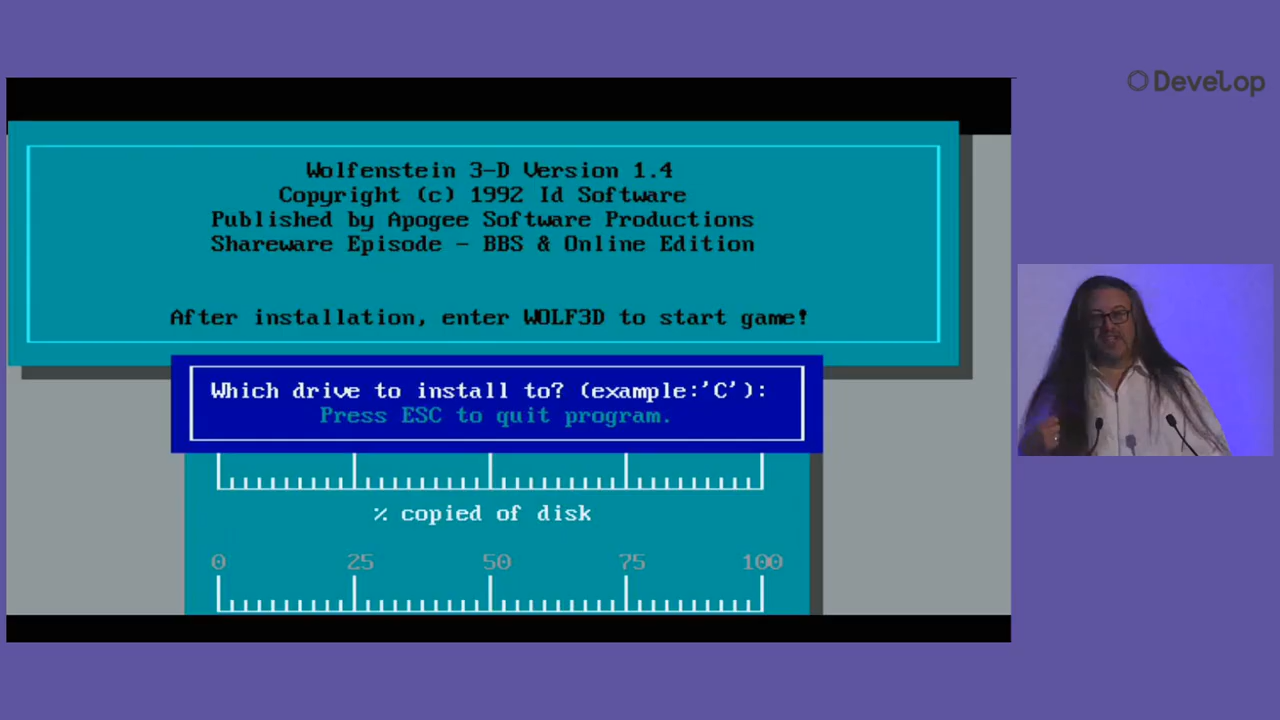 Develop
Wolfenstein 3-D Version 1.4
Copyright (c) 1992 Id Software
Published by Apogee Software Productions
Shareware Episode - BBS & Online Edition
After installation, enter WOLF3D to start game!
Which drive to install to? (example:'C'):
Press ESC to quit program.
% copied of disk
0 25 50 75 100